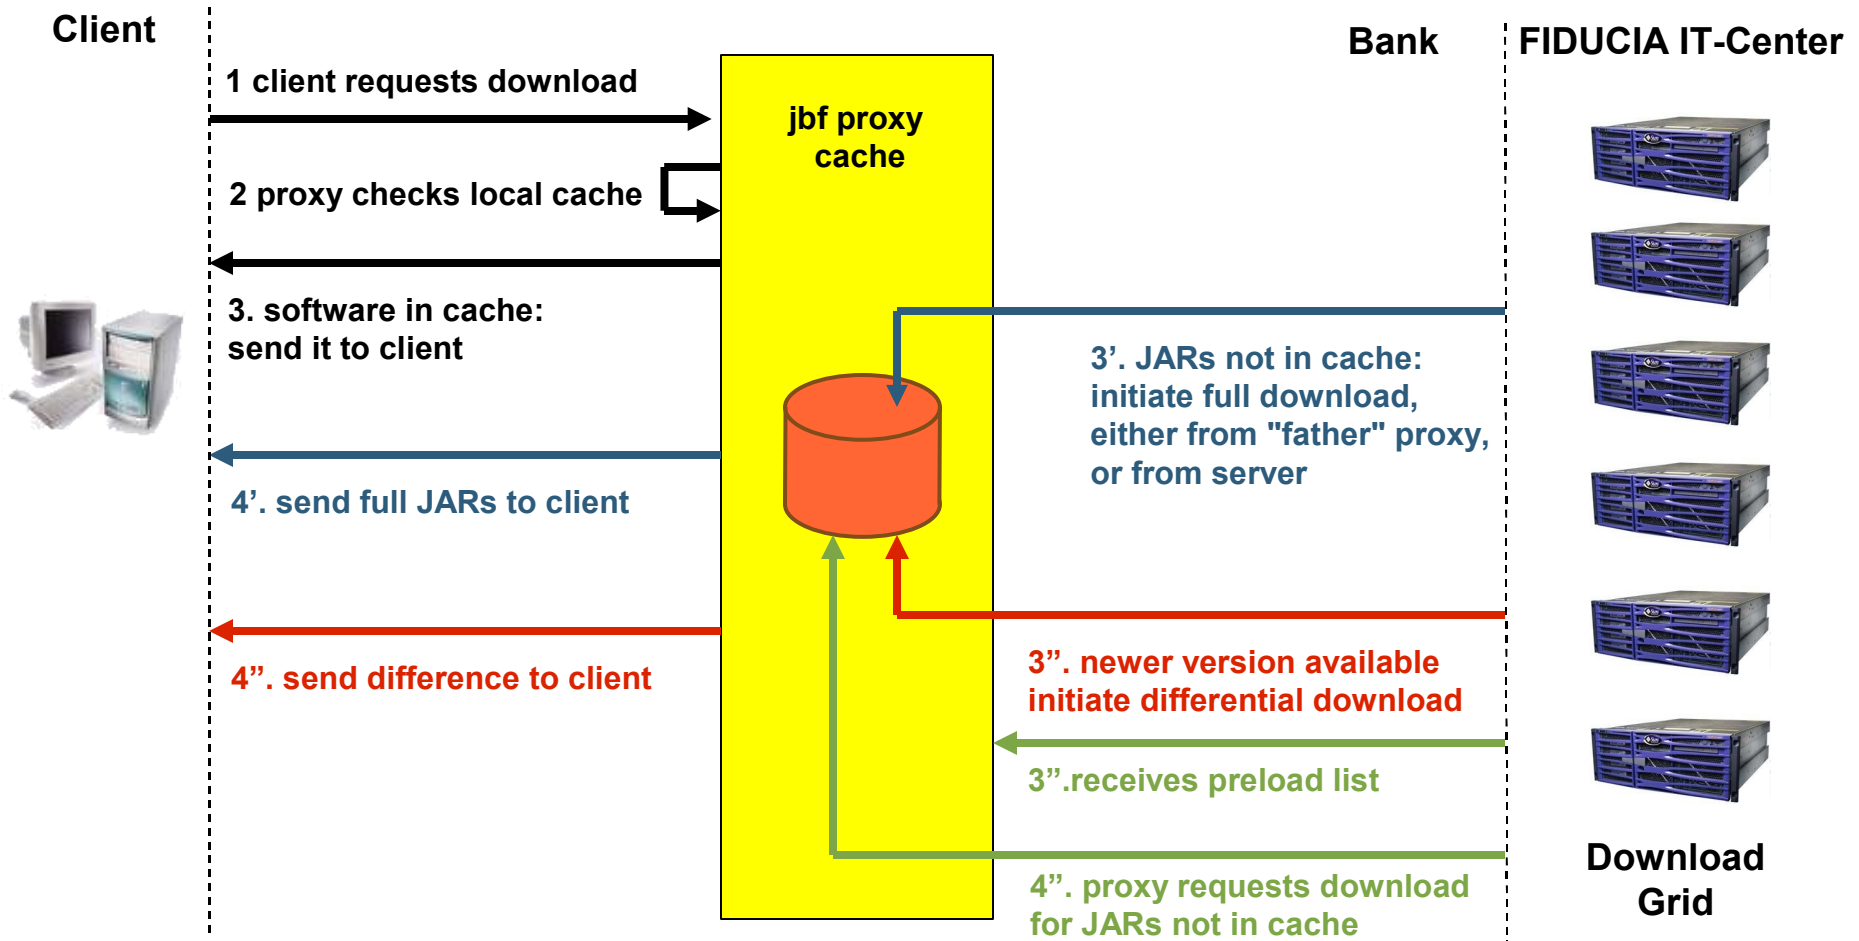 Client
Bank
FIDUCIA IT-Center
1 client requests download
jbf proxy
cache
2 proxy checks local cache
3. software in cache:
send it to client
3’. JARs not in cache:
initiate full download,
either from "father" proxy,
or from server
4’. send full JARs to client
3”. newer version available
initiate differential download
4”. send difference to client
3”.receives preload list
4”. proxy requests download
for JARs not in cache
Download
Grid